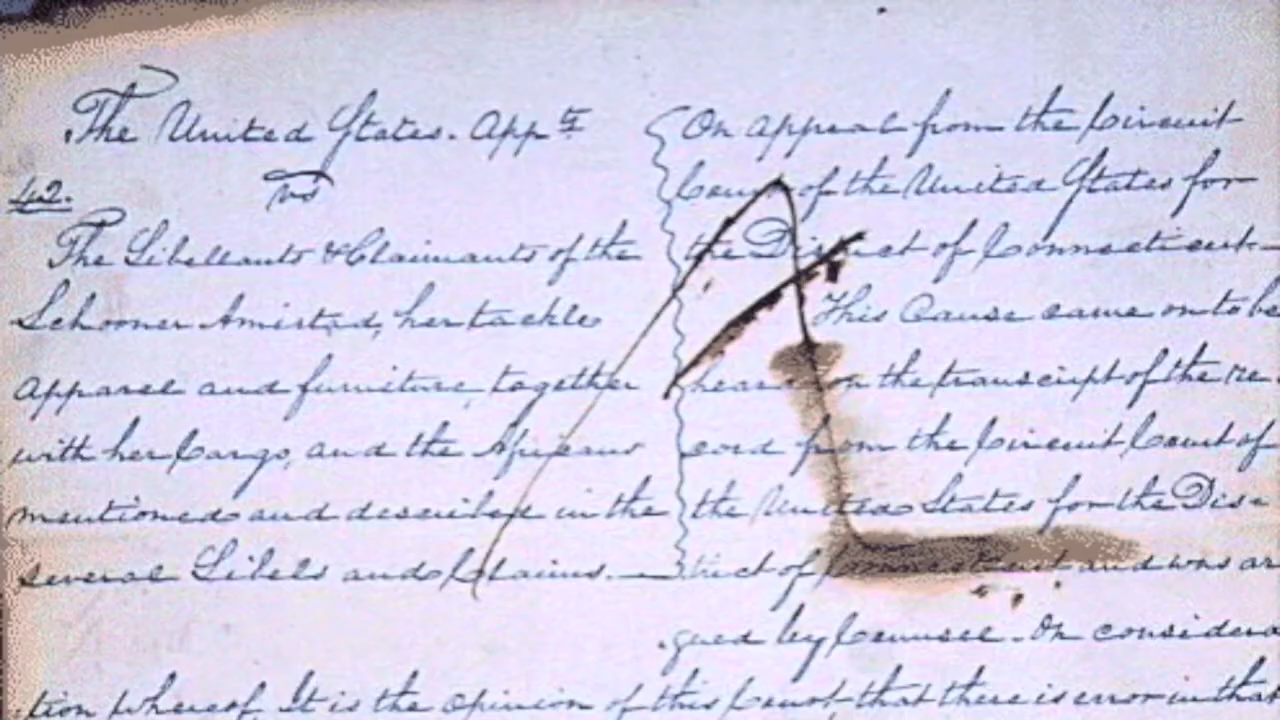 The United States. Appts
42.
vs
The Libellants & Claimants of the
Schooner Amistad, her tackle
apparel and furniture, together
with her Cargo, and the Africans
mentioned and described in the
several Libels and Claims.
On appeal from the Circuit
Court of the United States for
the District of Connecticut
This Cause came on to be
heard on the transcript of the re-
cord from the Circuit Court of
the United States for the Dis-
trict of Connecticut and was ar
gued by Counsel. On considera
tion whereof, It is the opinion of this Court, that there is error in that